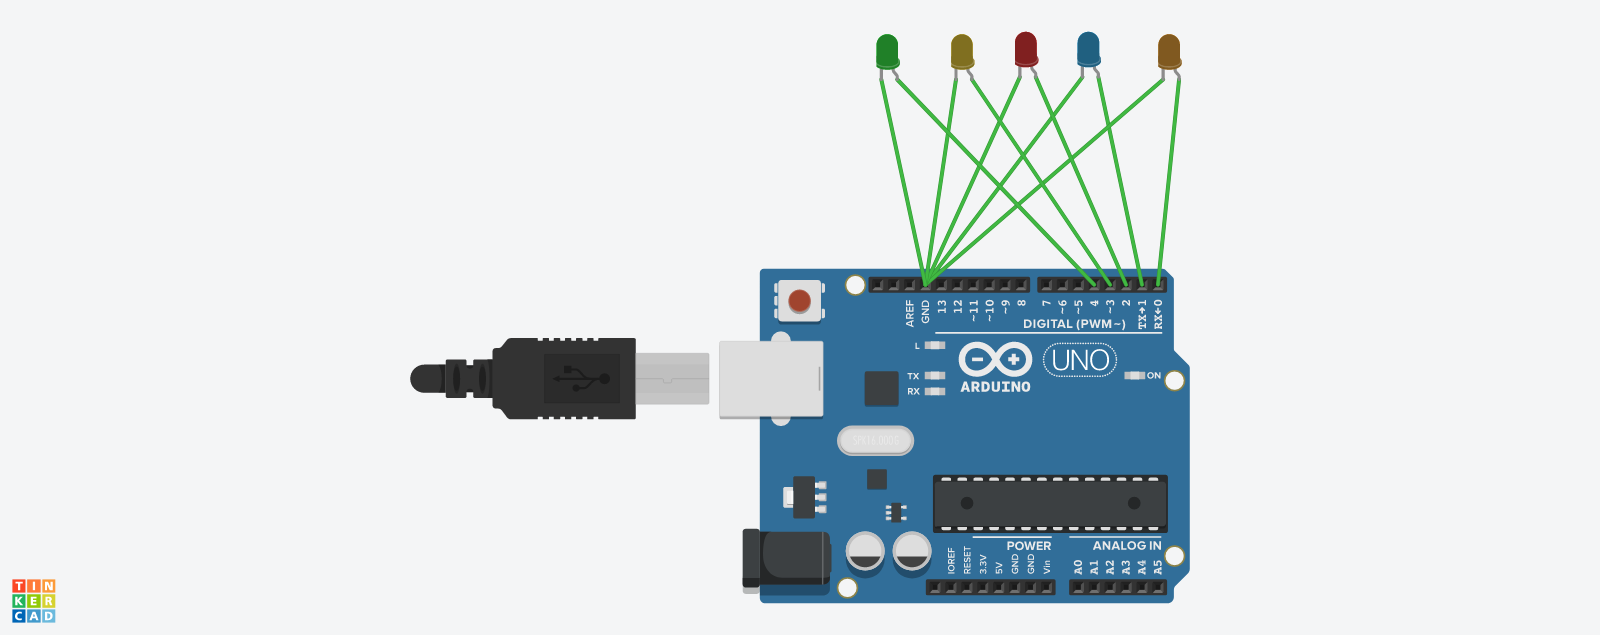 AREF
GND
13
12
~11
~10
~9
8
7
~6
~5
4
~3
2
TX→1
RX←0
DIGITAL (PWM~)
L
TX
RX
UNO
ARDUINO
ON
POWER
ANALOG IN
IOREF
RESET
3.3V
5V
GND
GND
Vin
A0
A1
A2
A3
A4
A5
TIN
KER
CAD